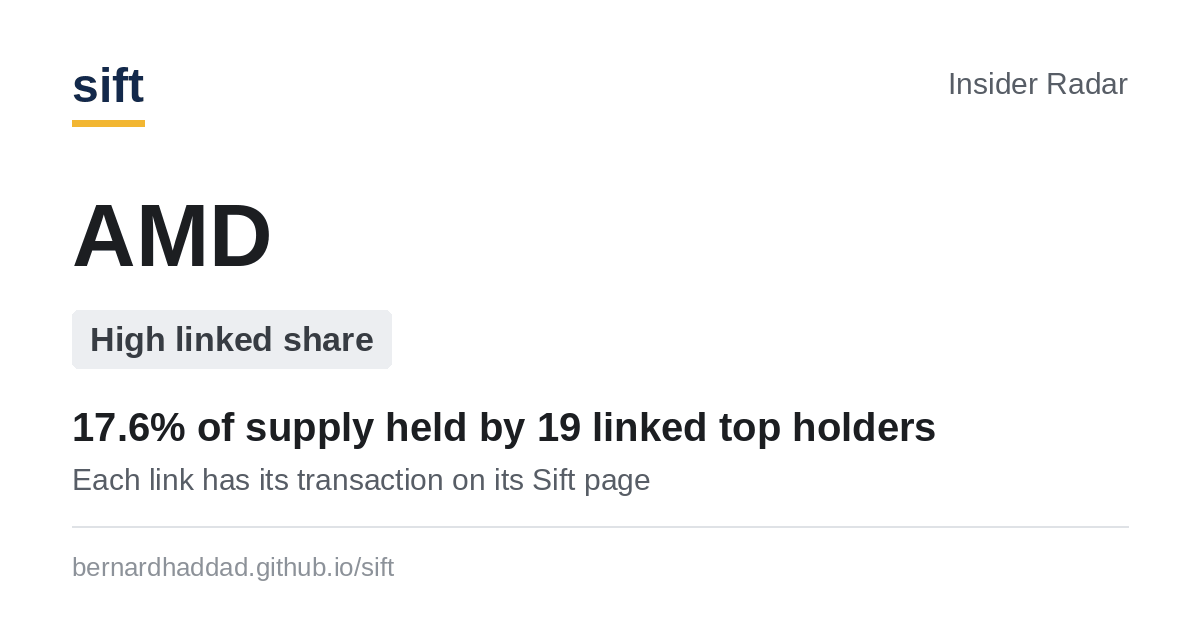 sift
Insider Radar
AMD
High linked share
17.6% of supply held by 19 linked top holders
Each link has its transaction on its Sift page
bernardhaddad.github.io/sift